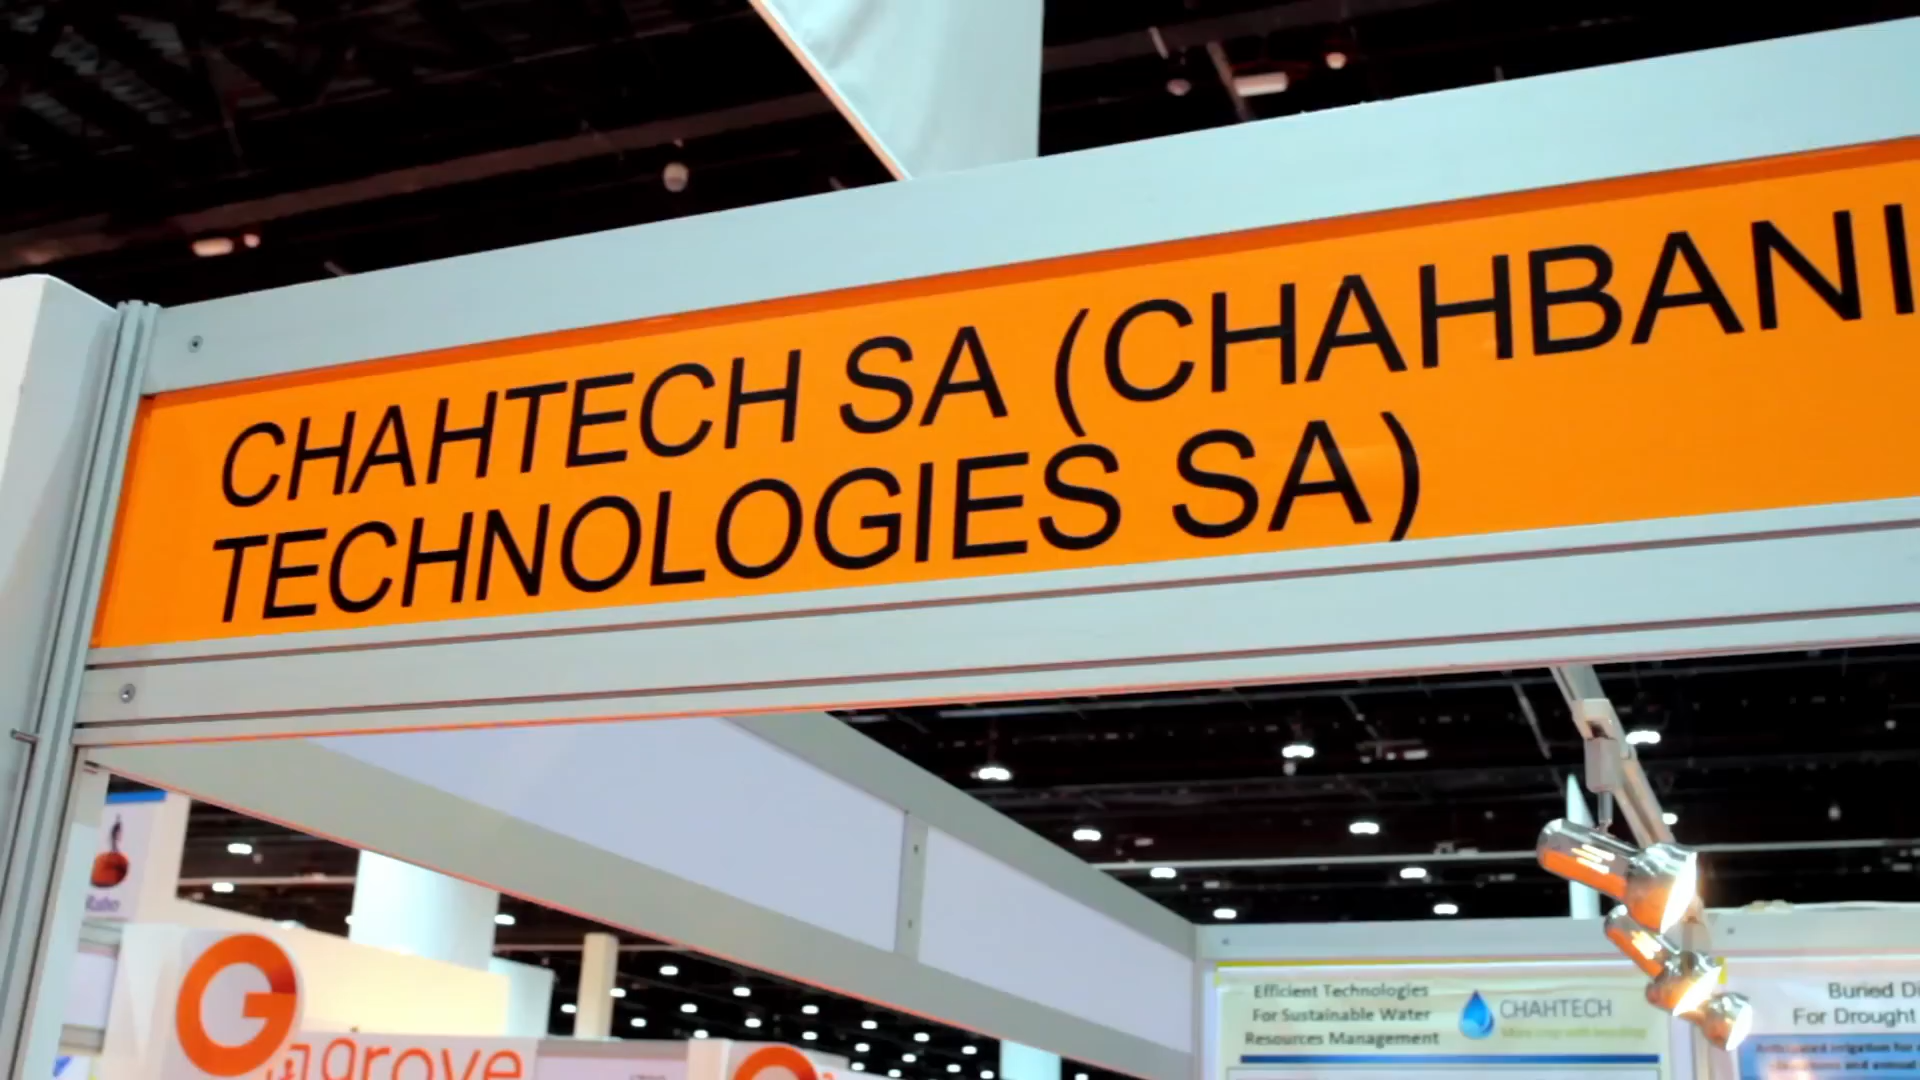 CHAHTECH SA (CHAHBANI
TECHNOLOGIES SA)
Efficient Technologies
For Sustainable Water
Resources Management
CHAHTECH
Buried
For Drought
G
grove